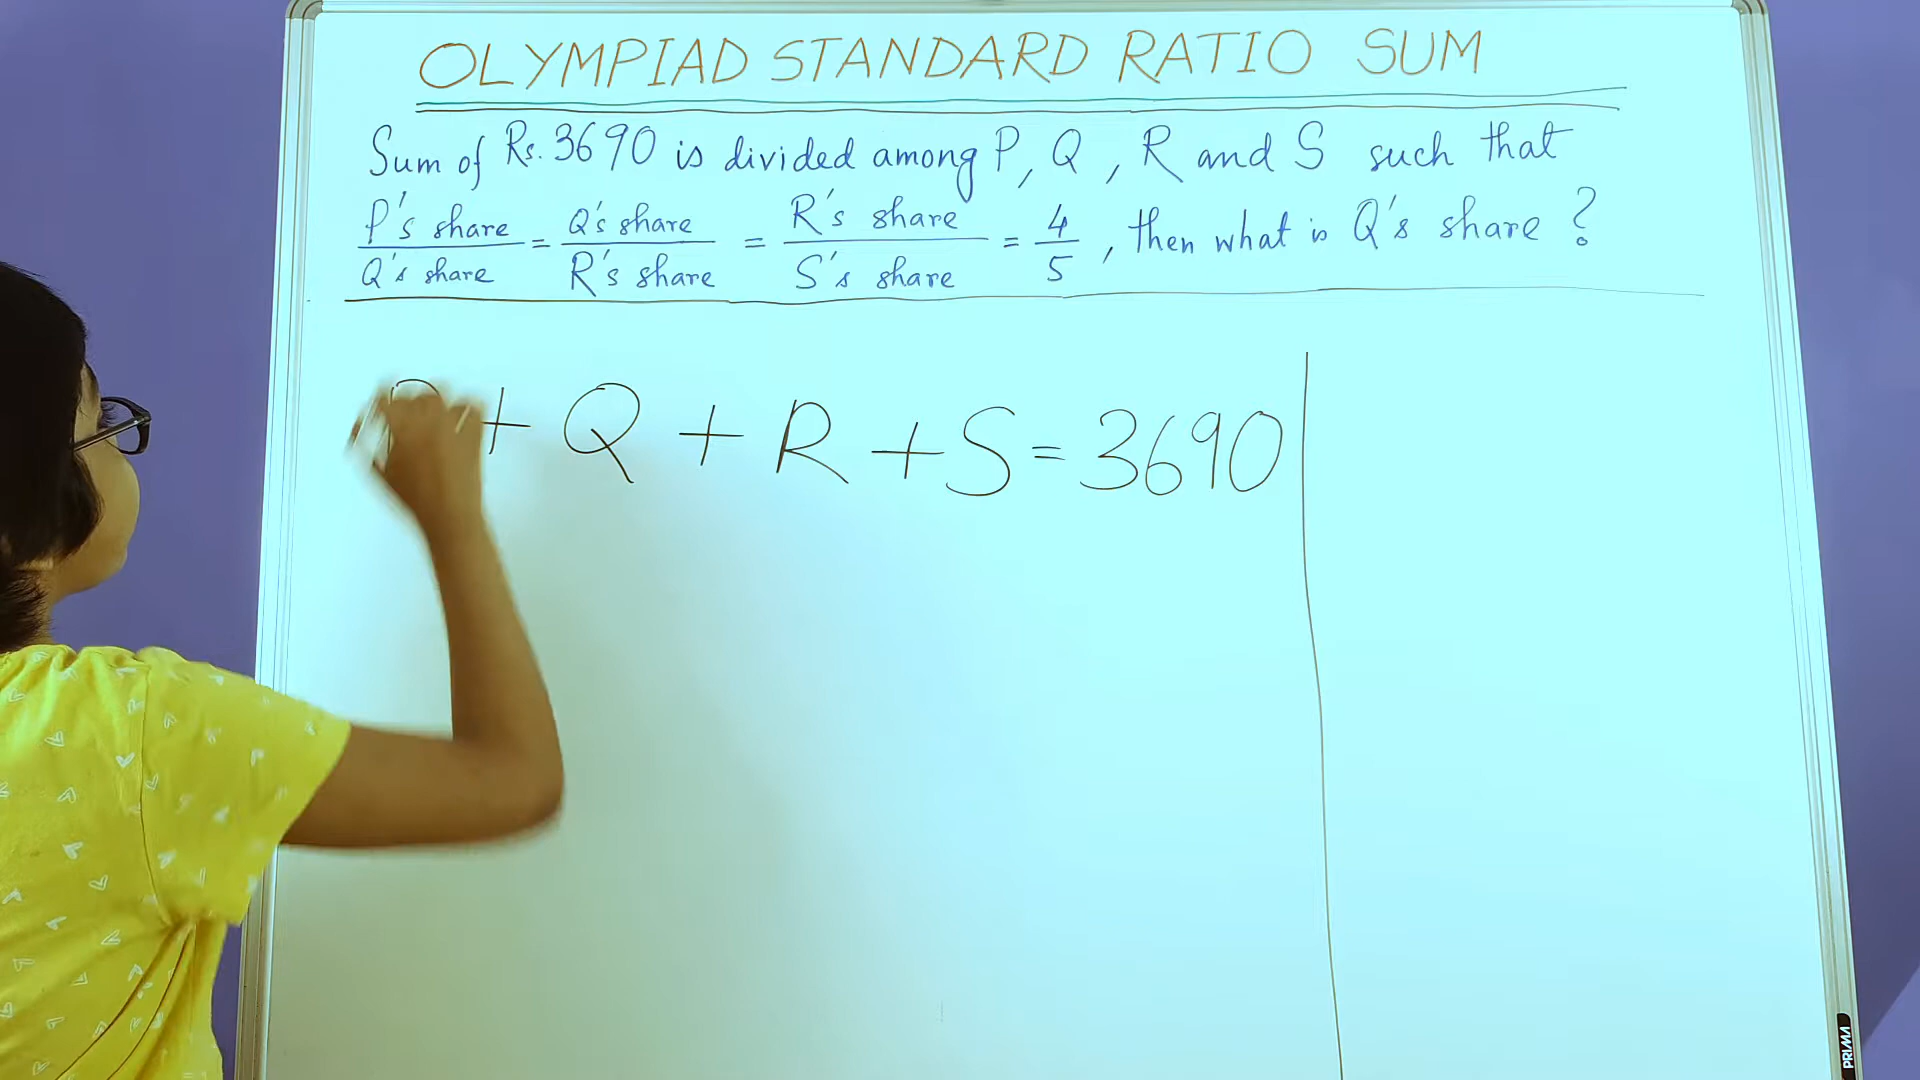 OLYMPIAD STANDARD RATIO SUM
Sum of Rs. 3690 is divided among P, Q, R and S such that
P's share / Q's share = Q's share / R's share = R's share / S's share = 4 / 5, then what is Q's share?
P + Q + R + S = 3690
PRIMA